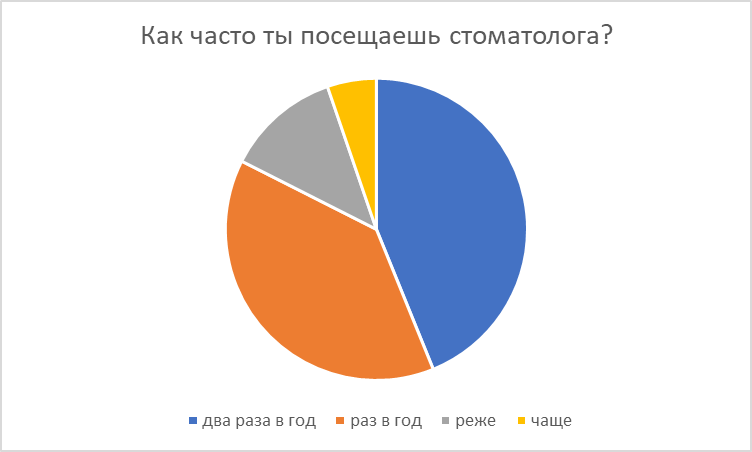 Как часто ты посещаешь стоматолога?
два раза в год раз в год реже чаще